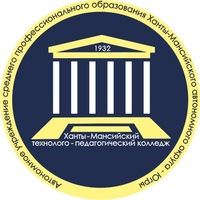 Автономное учреждение среднего профессионального образования Ханты-Мансийского автономного округа - Югры
1932
Ханты-Мансийский
технолого - педагогический колледж